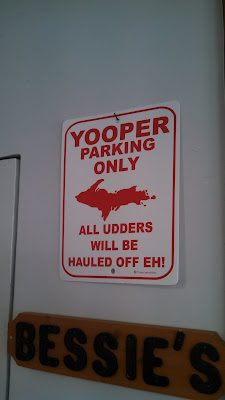 YOOPER
PARKING
ONLY
ALL UDDERS
WILL BE
HAULED OFF EH!
BESSIE'S